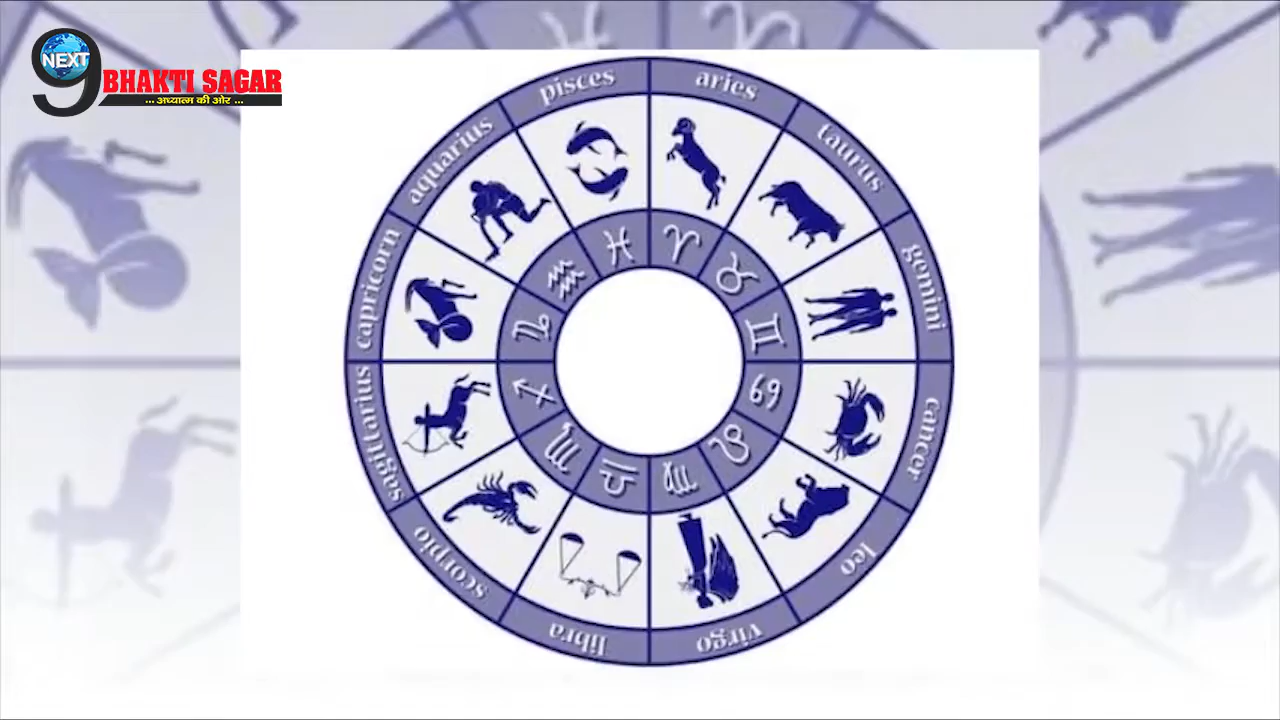 9
NEXT
BHAKTI SAGAR
... अध्यात्म की ओर ...
pisces
aries
taurus
gemini
cancer
leo
virgo
libra
scorpio
sagittarius
capricorn
aquarius